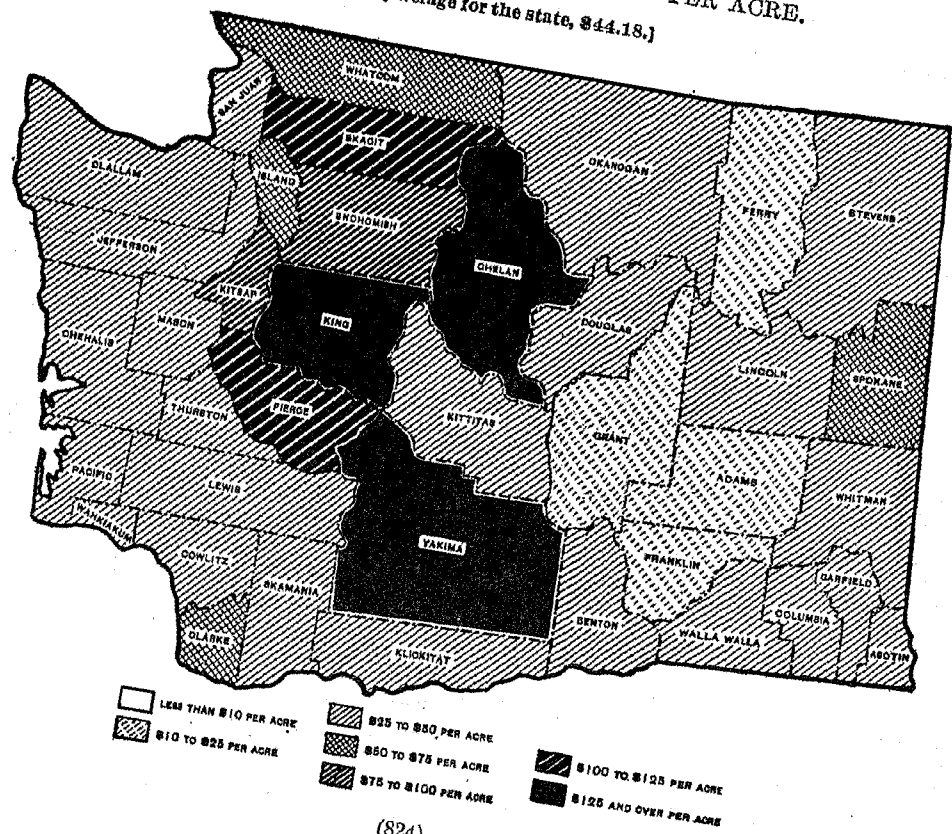 PER ACRE.
average for the state, $44.18.]
WHATCOM
SAN JUAN
SKAGIT
OKANOGAN
FERRY
STEVENS
CLALLAM
ISLAND
SNOHOMISH
JEFFERSON
CHELAN
KITSAP
KING
DOUGLAS
CHEHALIS
MASON
LINCOLN
SPOKANE
THURSTON
PIERCE
KITTITAS
GRANT
PACIFIC
LEWIS
ADAMS
WHITMAN
WAHKIAKUM
COWLITZ
YAKIMA
FRANKLIN
SKAMANIA
GARFIELD
COLUMBIA
CLARKE
BENTON
WALLA WALLA
KLICKITAT
ASOTIN
LESS THAN $10 PER ACRE
$10 TO $25 PER ACRE
$25 TO $50 PER ACRE
$50 TO $75 PER ACRE
$75 TO $100 PER ACRE
$100 TO $125 PER ACRE
$125 AND OVER PER ACRE
(824)